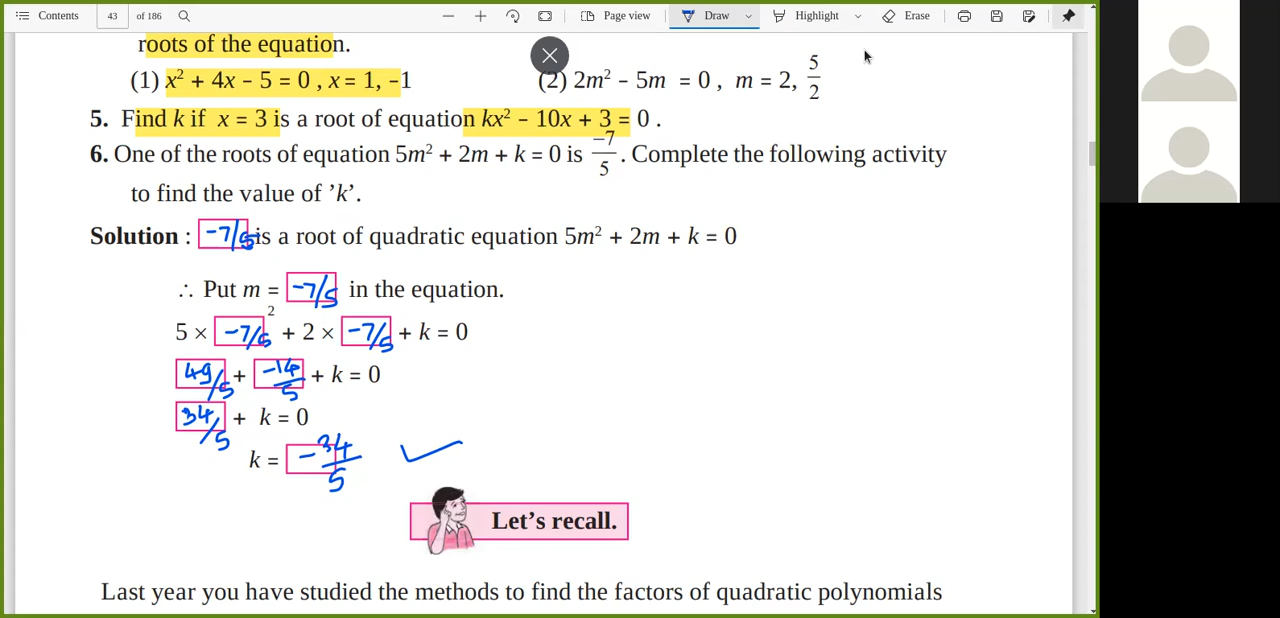 Contents 43 of 186 Page view Draw Highlight Erase
roots of the equation.
(1) x² + 4x – 5 = 0 , x = 1, –1 (2) 2m² – 5m = 0 , m = 2, 5/2
5. Find k if x = 3 is a root of equation kx² – 10x + 3 = 0 .
6. One of the roots of equation 5m² + 2m + k = 0 is –7/5 . Complete the following activity
to find the value of ’k’.
Solution : -7/5 is a root of quadratic equation 5m² + 2m + k = 0
∴ Put m = -7/5 in the equation.
5 × -7/5 ² + 2 × -7/5 + k = 0
49/5 + -14/5 + k = 0
34/5 + k = 0
k = -34/5
Let’s recall.
Last year you have studied the methods to find the factors of quadratic polynomials